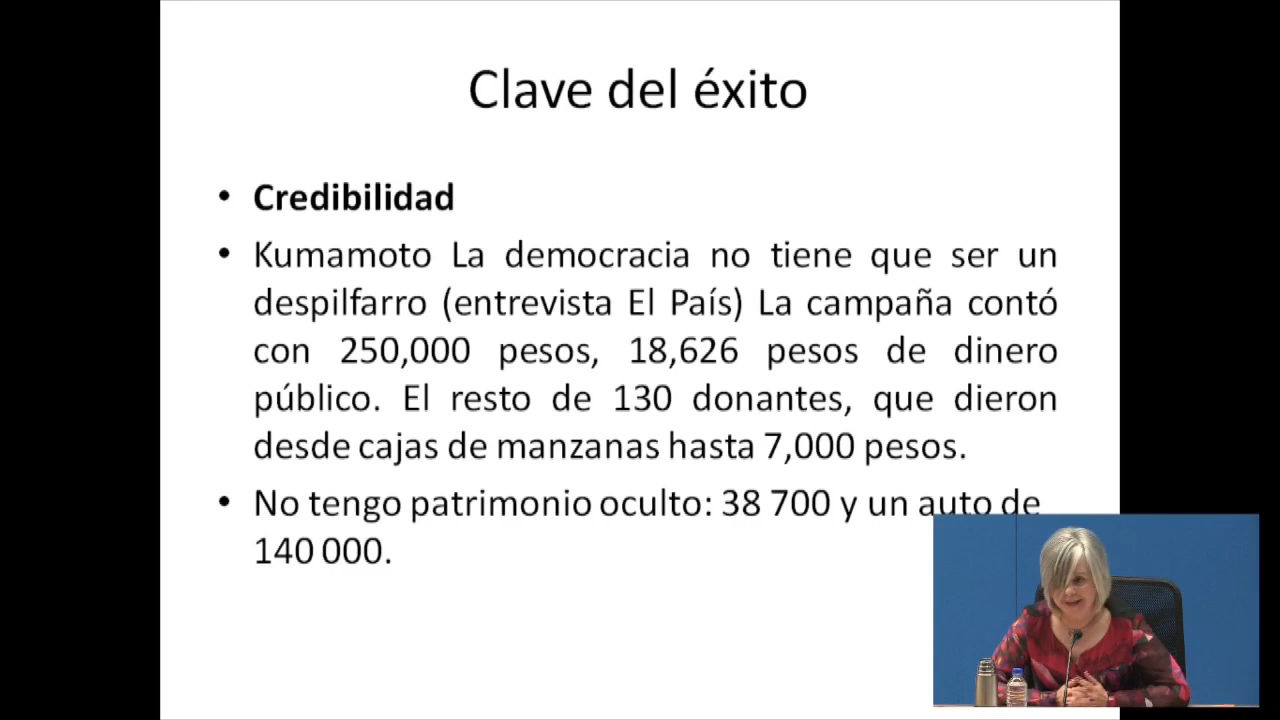 Clave del éxito
• Credibilidad
• Kumamoto La democracia no tiene que ser un
despilfarro (entrevista El País) La campaña contó
con 250,000 pesos, 18,626 pesos de dinero
público. El resto de 130 donantes, que dieron
desde cajas de manzanas hasta 7,000 pesos.
• No tengo patrimonio oculto: 38 700 y un auto de
140 000.